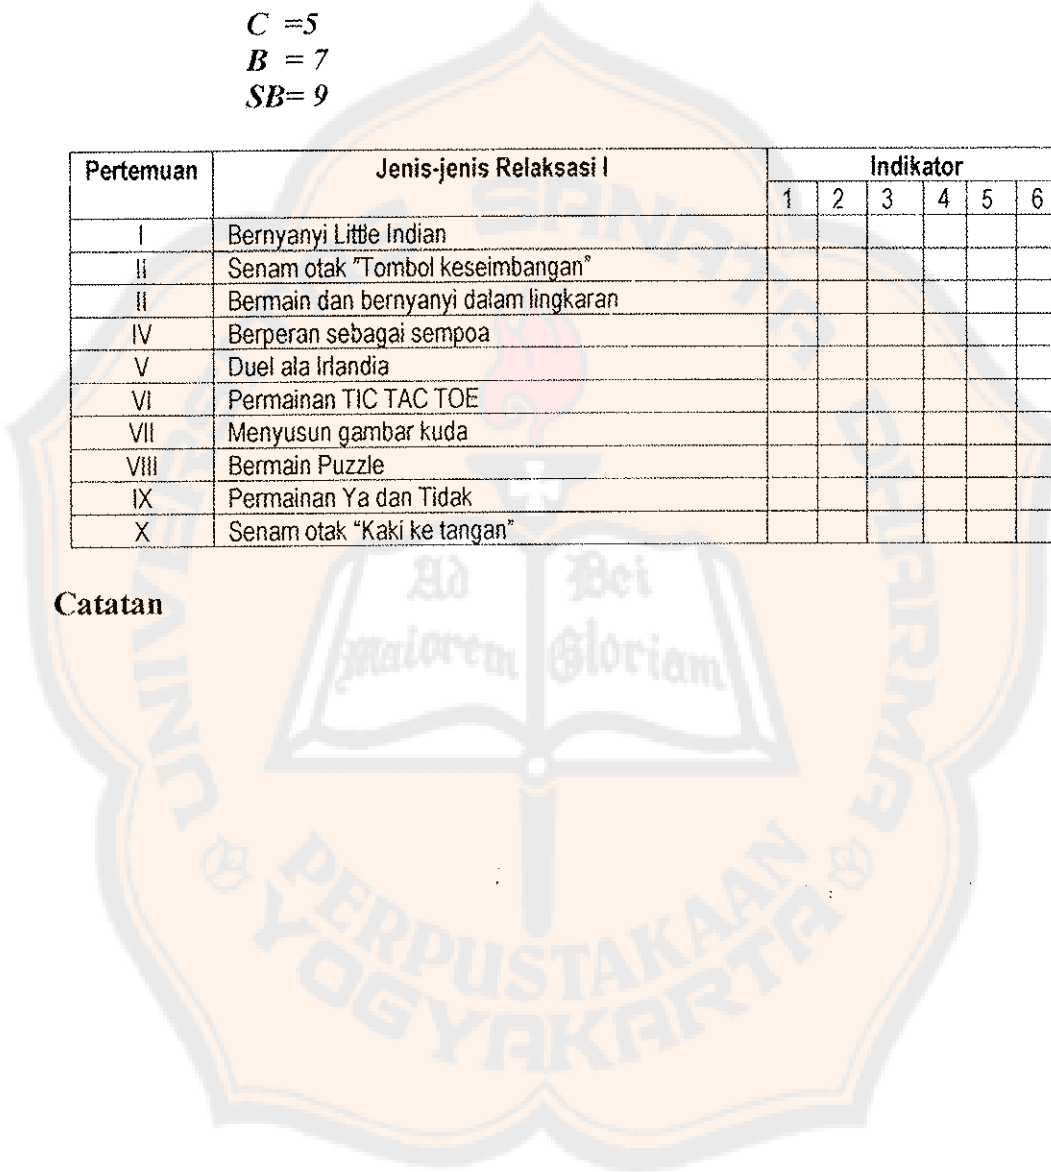 C =5
B = 7
SB= 9
Pertemuan Jenis-jenis Relaksasi I Indikator
1 2 3 4 5 6
I Bernyanyi Little Indian
Ii Senam otak "Tombol keseimbangan"
II Bermain dan bernyanyi dalam lingkaran
IV Berperan sebagai sempoa
V Duel ala Irlandia
VI Permainan TIC TAC TOE
VII Menyusun gambar kuda
VIII Bermain Puzzle
IX Permainan Ya dan Tidak
X Senam otak "Kaki ke tangan"
Catatan
UNIVERSITAS SANATA DHARMA
Ad Dei
Maiorem Gloriam
PERPUSTAKAAN
YOGYAKARTA